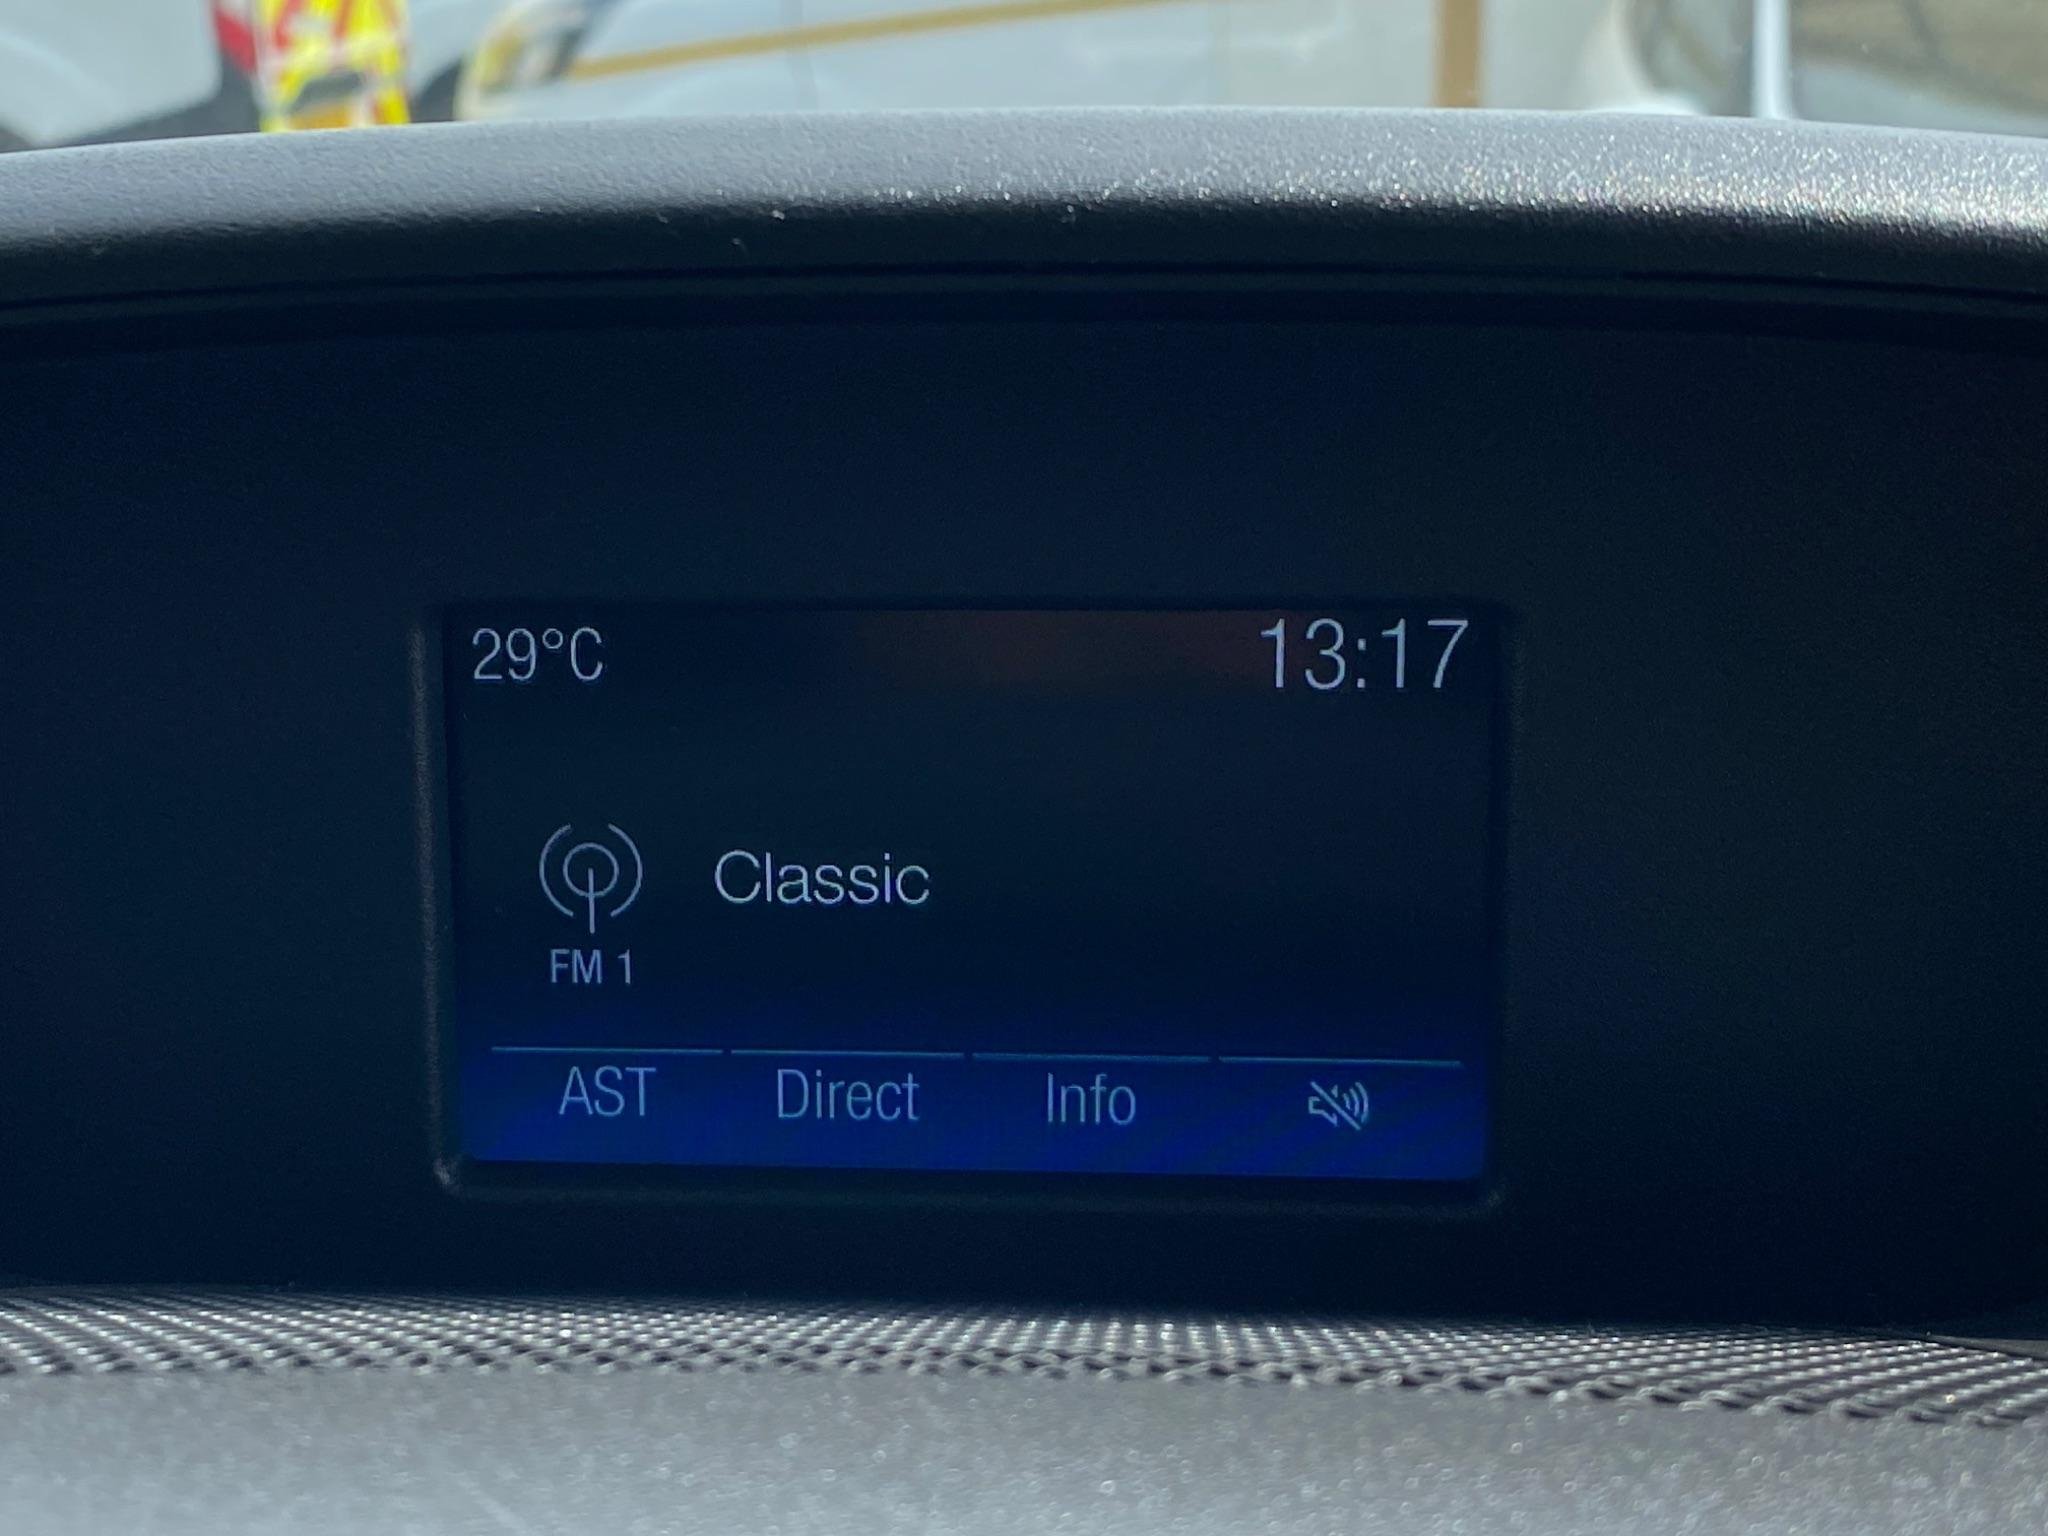 29°C 13:17
Classic
FM 1
AST Direct Info